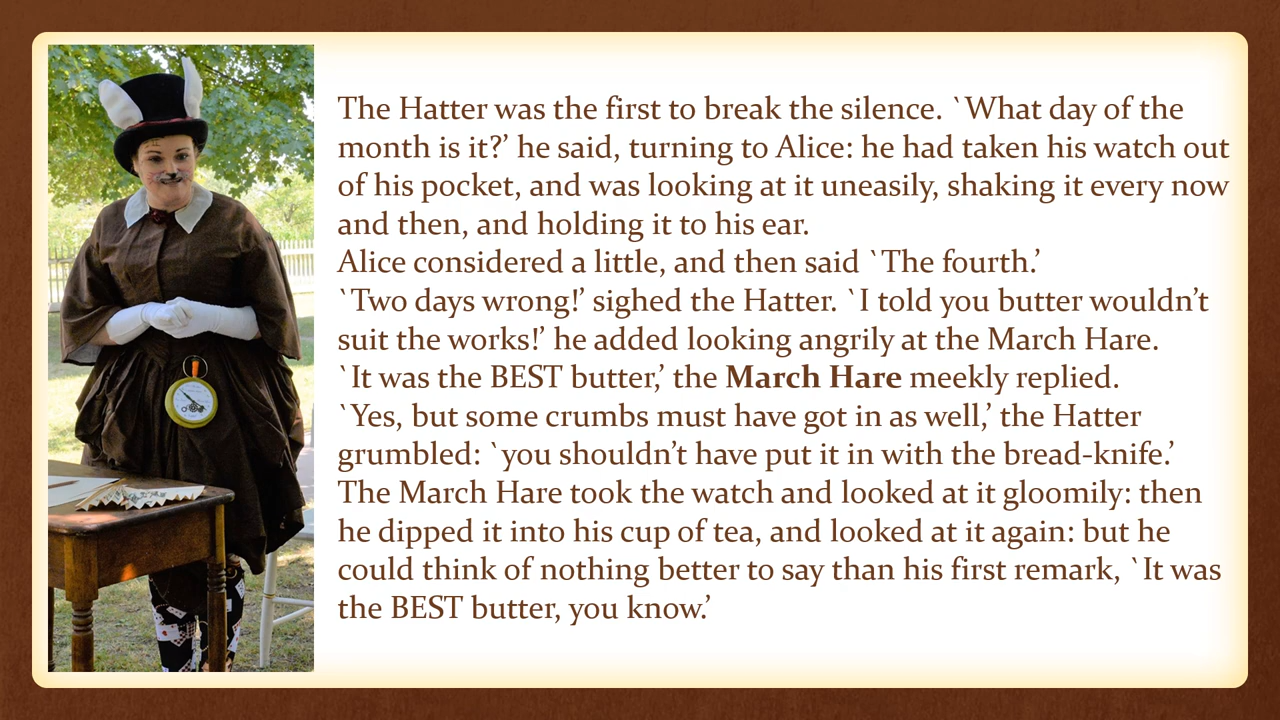 The Hatter was the first to break the silence. `What day of the
month is it?’ he said, turning to Alice: he had taken his watch out
of his pocket, and was looking at it uneasily, shaking it every now
and then, and holding it to his ear.
Alice considered a little, and then said `The fourth.’
`Two days wrong!’ sighed the Hatter. `I told you butter wouldn’t
suit the works!’ he added looking angrily at the March Hare.
`It was the BEST butter,’ the March Hare meekly replied.
`Yes, but some crumbs must have got in as well,’ the Hatter
grumbled: `you shouldn’t have put it in with the bread-knife.’
The March Hare took the watch and looked at it gloomily: then
he dipped it into his cup of tea, and looked at it again: but he
could think of nothing better to say than his first remark, `It was
the BEST butter, you know.’